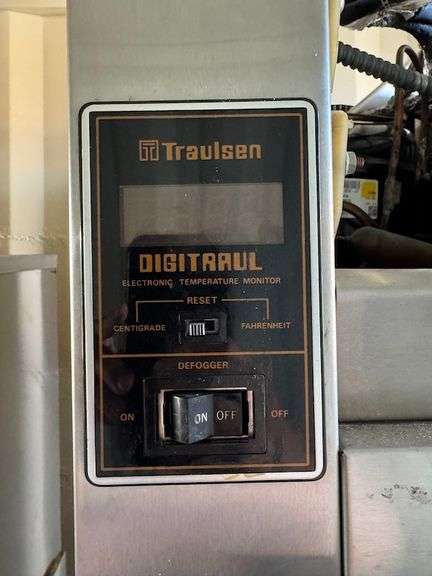 Traulsen
DIGITRAUL
ELECTRONIC TEMPERATURE MONITOR
RESET
CENTIGRADE FAHRENHEIT
DEFOGGER
ON ON OFF OFF